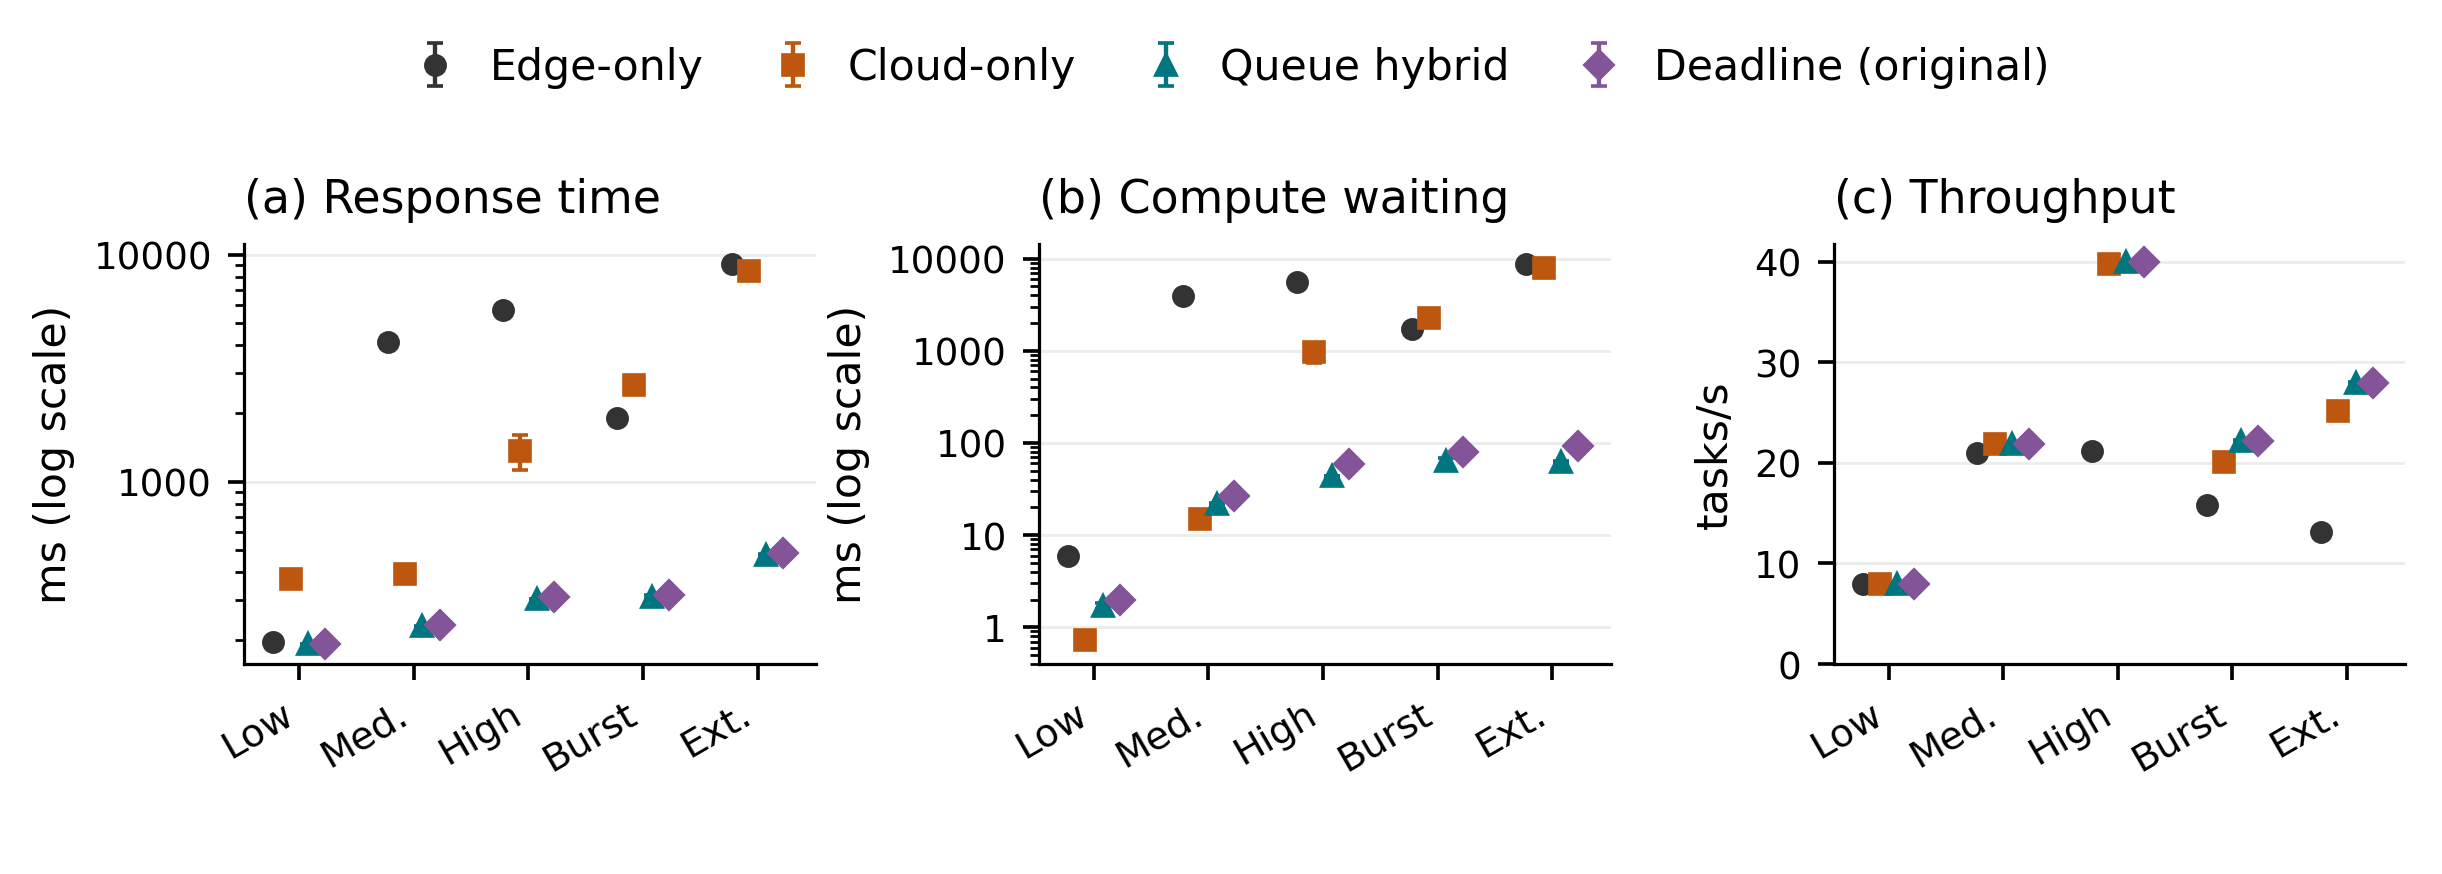 Edge-only Cloud-only Queue hybrid Deadline (original)
(a) Response time
ms (log scale)
10000
1000
Low Med. High Burst Ext.
(b) Compute waiting
ms (log scale)
10000
1000
100
10
1
Low Med. High Burst Ext.
(c) Throughput
tasks/s
40
30
20
10
0
Low Med. High Burst Ext.